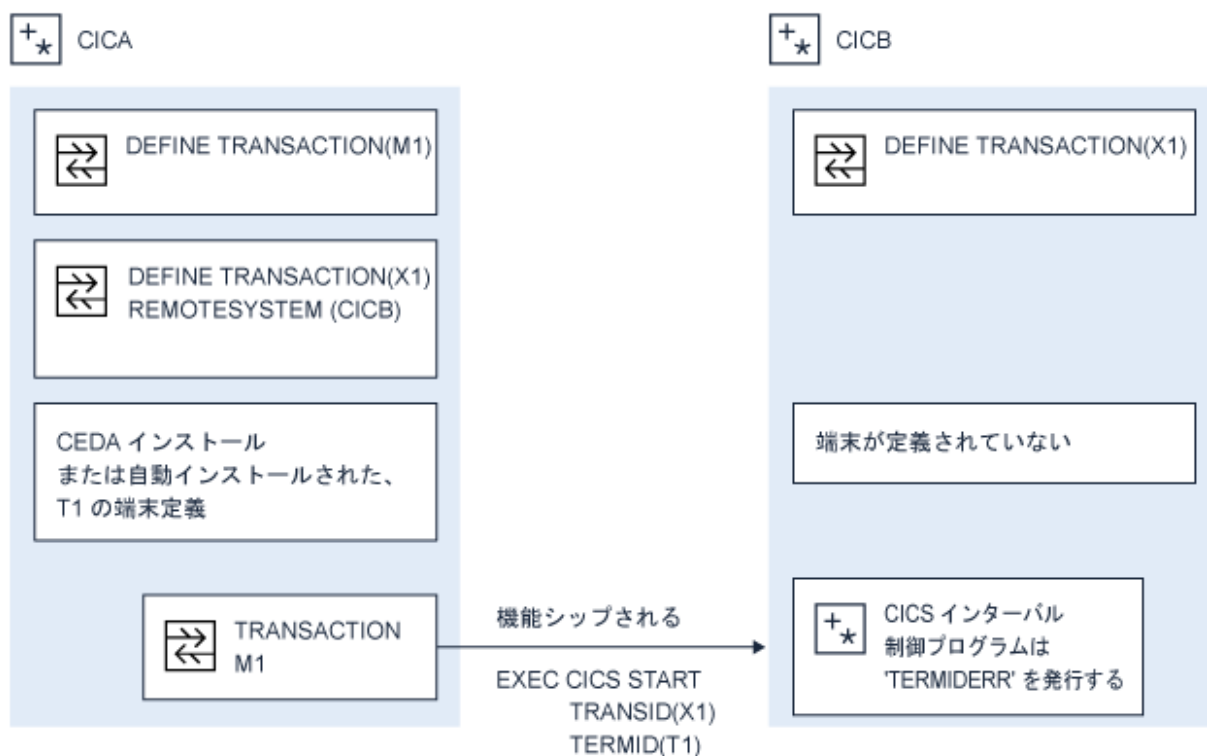 CICA
DEFINE TRANSACTION(M1)
DEFINE TRANSACTION(X1)
REMOTESYSTEM (CICB)
CEDA インストール
または自動インストールされた、
T1 の端末定義
TRANSACTION
M1
機能シップされる
EXEC CICS START
TRANSID(X1)
TERMID(T1)
CICB
DEFINE TRANSACTION(X1)
端末が定義されていない
CICS インターバル
制御プログラムは
'TERMIDERR' を発行する